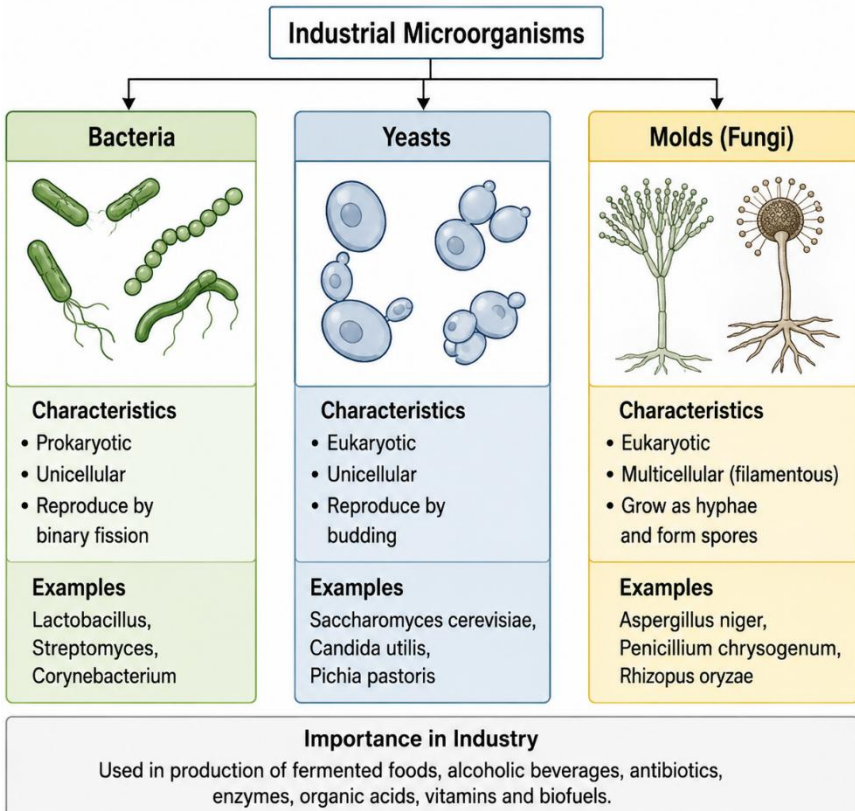 Industrial Microorganisms
Bacteria
Characteristics
• Prokaryotic
• Unicellular
• Reproduce by
binary fission
Examples
Lactobacillus,
Streptomyces,
Corynebacterium
Yeasts
Characteristics
• Eukaryotic
• Unicellular
• Reproduce by
budding
Examples
Saccharomyces cerevisiae,
Candida utilis,
Pichia pastoris
Molds (Fungi)
Characteristics
• Eukaryotic
• Multicellular (filamentous)
• Grow as hyphae
and form spores
Examples
Aspergillus niger,
Penicillium chrysogenum,
Rhizopus oryzae
Importance in Industry
Used in production of fermented foods, alcoholic beverages, antibiotics,
enzymes, organic acids, vitamins and biofuels.